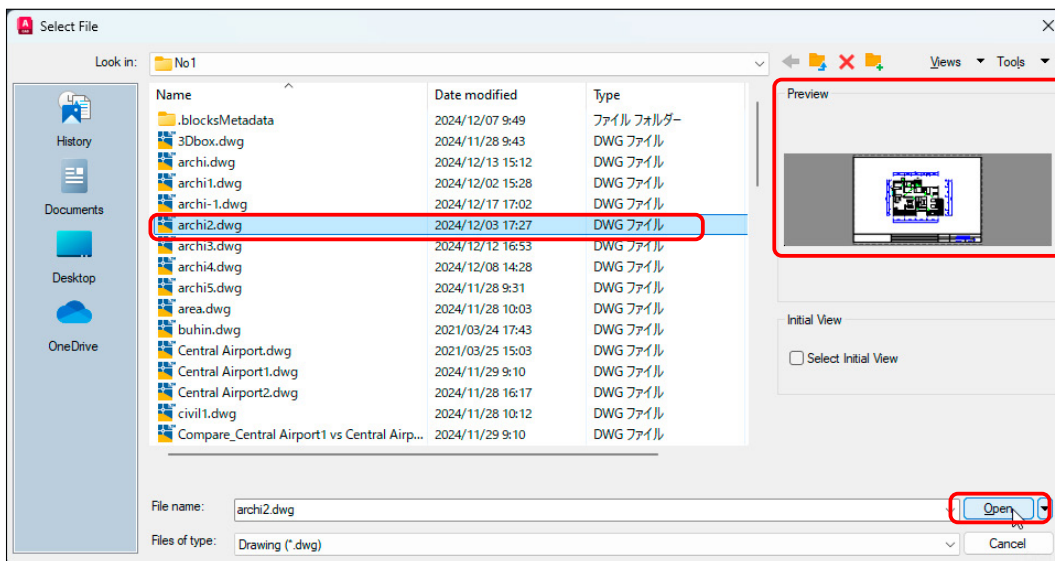 Select File
Look in: No1 Views Tools
Name Date modified Type Preview
.blocksMetadata 2024/12/07 9:49 ファイル フォルダー
3Dbox.dwg 2024/11/28 9:43 DWG ファイル
archi.dwg 2024/12/13 15:12 DWG ファイル
archi1.dwg 2024/12/02 15:28 DWG ファイル
archi-1.dwg 2024/12/17 17:02 DWG ファイル
archi2.dwg 2024/12/03 17:27 DWG ファイル
archi3.dwg 2024/12/12 16:53 DWG ファイル
archi4.dwg 2024/12/08 14:28 DWG ファイル
archi5.dwg 2024/11/28 9:31 DWG ファイル
area.dwg 2024/11/28 10:03 DWG ファイル
buhin.dwg 2021/03/24 17:43 DWG ファイル
Central Airport.dwg 2021/03/25 15:03 DWG ファイル
Central Airport1.dwg 2024/11/29 9:10 DWG ファイル
Central Airport2.dwg 2024/11/28 16:17 DWG ファイル
civil1.dwg 2024/11/28 10:12 DWG ファイル
Compare_Central Airport1 vs Central Airp... 2024/11/29 9:10 DWG ファイル
History
Documents
Desktop
OneDrive
Initial View
Select Initial View
File name: archi2.dwg Open
Files of type: Drawing (*.dwg) Cancel